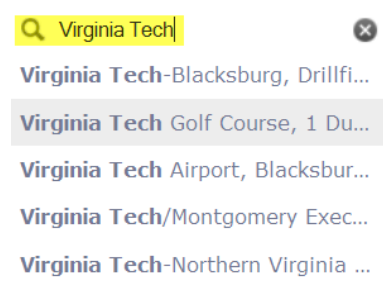 Virginia Tech
Virginia Tech-Blacksburg, Drillfi...
Virginia Tech Golf Course, 1 Du...
Virginia Tech Airport, Blacksbur...
Virginia Tech/Montgomery Exec...
Virginia Tech-Northern Virginia ...